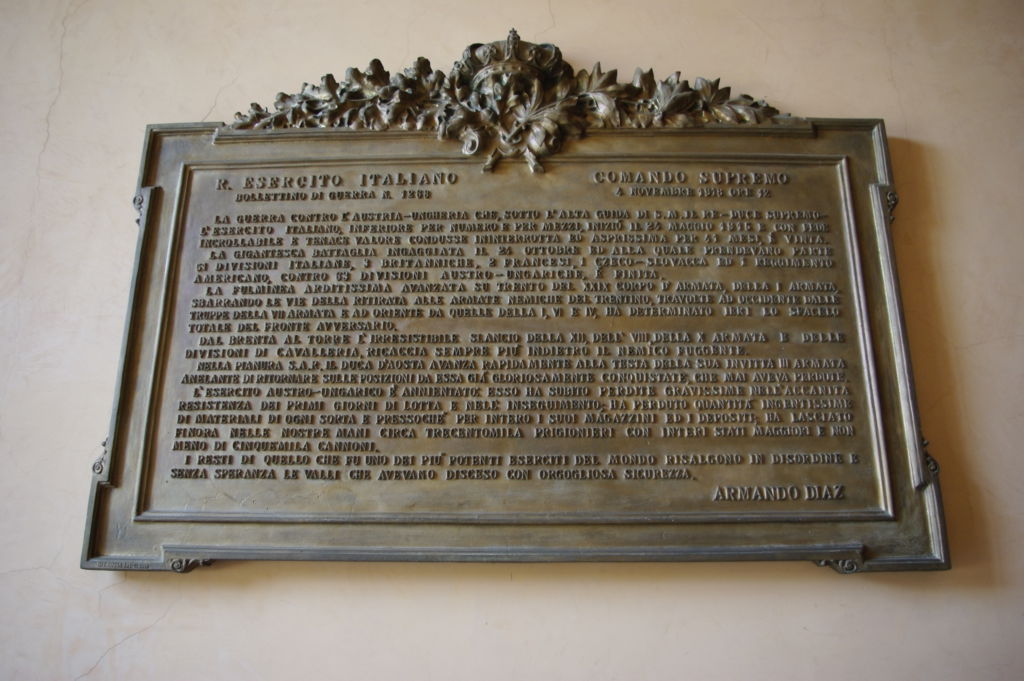 R. ESERCITO ITALIANO COMANDO SUPREMO
BOLLETTINO DI GUERRA N. 1268 4 NOVEMBRE 1918 ORE 12
LA GUERRA CONTRO L'AUSTRIA-UNGHERIA CHE, SOTTO L'ALTA GUIDA DI S.M. IL RE-DUCE SUPREMO-
L'ESERCITO ITALIANO, INFERIORE PER NUMERO E PER MEZZI, INIZIÓ IL 24 MAGGIO 1915 E CON FEDE
INCROLLABILE E TENACE VALORE CONDUSSE ININTERROTTA ED ASPRISSIMA PER 41 MESI, É VINTA.
LA GIGANTESCA BATTAGLIA INGAGGIATA IL 24 OTTOBRE ED ALLA QUALE PRENDEVANO PARTE
51 DIVISIONI ITALIANE, 3 BRITANNICHE, 2 FRANCESI, 1 CZECO-SLOVACCA ED 1 REGGIMENTO
AMERICANO, CONTRO 63 DIVISIONI AUSTRO-UNGARICHE, É FINITA.
LA FULMINEA ARDITISSIMA AVANZATA SU TRENTO DEL XXIX CORPO D'ARMATA, DELLA I ARMATA,
SBARRANDO LE VIE DELLA RITIRATA ALLE ARMATE NEMICHE DEL TRENTINO, TRAVOLTE AD OCCIDENTE DALLE
TRUPPE DELLA VII ARMATA E AD ORIENTE DA QUELLE DELLA I, VI E IV, HA DETERMINATO IERI LO SFACELO
TOTALE DEL FRONTE AVVERSARIO.
DAL BRENTA AL TORRE L'IRRESISTIBILE SLANCIO DELLA XII, DELL'VIII, DELLA X ARMATA E DELLE
DIVISIONI DI CAVALLERIA, RICACCIA SEMPRE PIU' INDIETRO IL NEMICO FUGGENTE.
NELLA PIANURA S.A.R. IL DUCA D'AOSTA AVANZA RAPIDAMENTE ALLA TESTA DELLA SUA INVITTA III ARMATA
ANELANTE DI RITORNARE SULLE POSIZIONI DA ESSA GIÁ GLORIOSAMENTE CONQUISTATE, CHE MAI AVEVA PERDUTE.
L'ESERCITO AUSTRO-UNGARICO É ANNIENTATO: ESSO HA SUBITO PERDITE GRAVISSIME NELL'ACCANITA
RESISTENZA DEI PRIMI GIORNI DI LOTTA E NELL' INSEGUIMENTO; HA PERDUTO QUANTITA' INGENTISSIME
DI MATERIALI DI OGNI SORTA E PRESSOCHE' PER INTERO I SUOI MAGAZZINI ED I DEPOSITI; HA LASCIATO
FINORA NELLE NOSTRE MANI CIRCA TRECENTOMILA PRIGIONIERI CON INTERI STATI MAGGIORI E NON
MENO DI CINQUEMILA CANNONI.
I RESTI DI QUELLO CHE FU UNO DEI PIU' POTENTI ESERCITI DEL MONDO RISALGONO IN DISORDINE E
SENZA SPERANZA LE VALLI CHE AVEVANO DISCESO CON ORGOGLIOSA SICUREZZA.
ARMANDO DIAZ